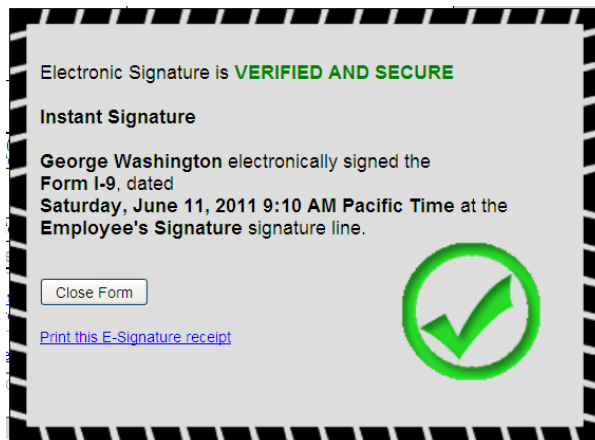 Electronic Signature is VERIFIED AND SECURE
Instant Signature
George Washington electronically signed the
Form I-9, dated
Saturday, June 11, 2011 9:10 AM Pacific Time at the
Employee's Signature signature line.
Close Form
Print this E-Signature receipt